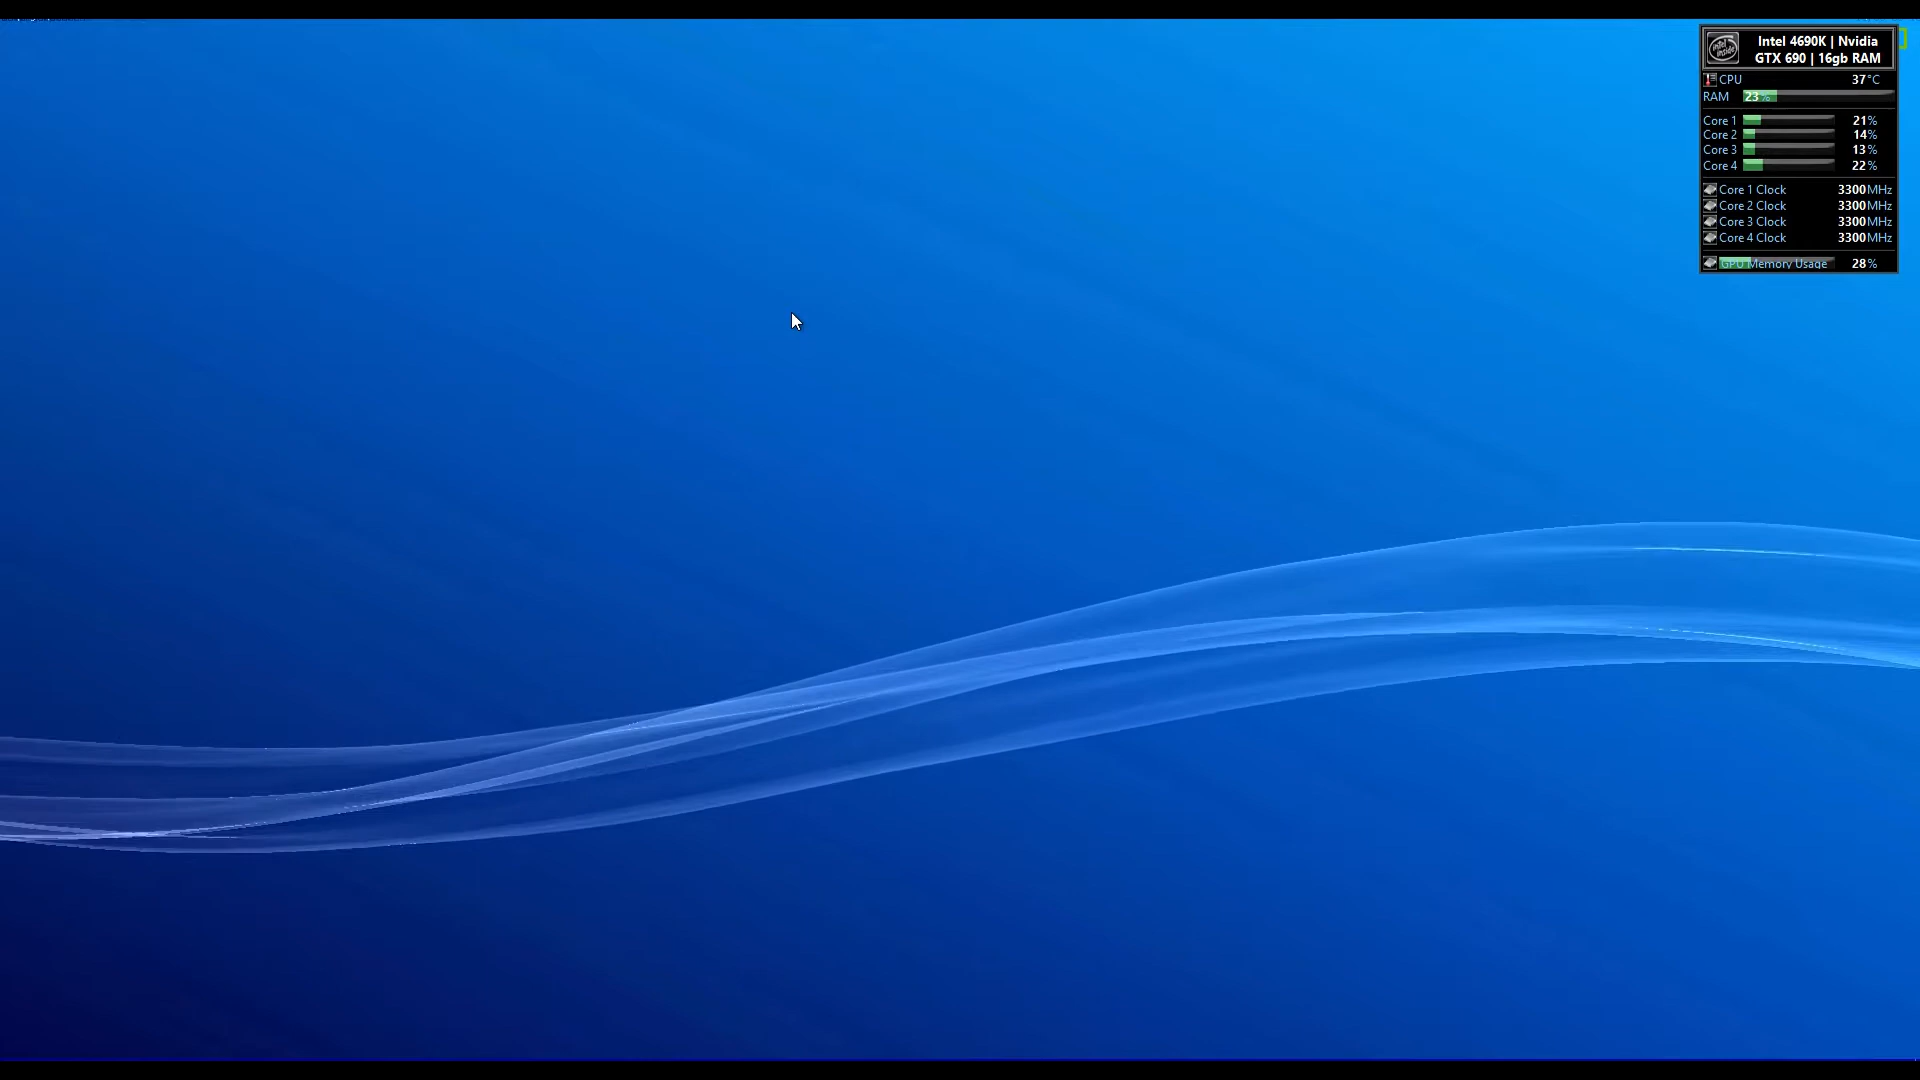 Intel 4690K | Nvidia
GTX 690 | 16gb RAM
CPU 37°C
RAM 23%
Core 1 21%
Core 2 14%
Core 3 13%
Core 4 22%
Core 1 Clock 3300MHz
Core 2 Clock 3300MHz
Core 3 Clock 3300MHz
Core 4 Clock 3300MHz
GPU Memory Usage 28%